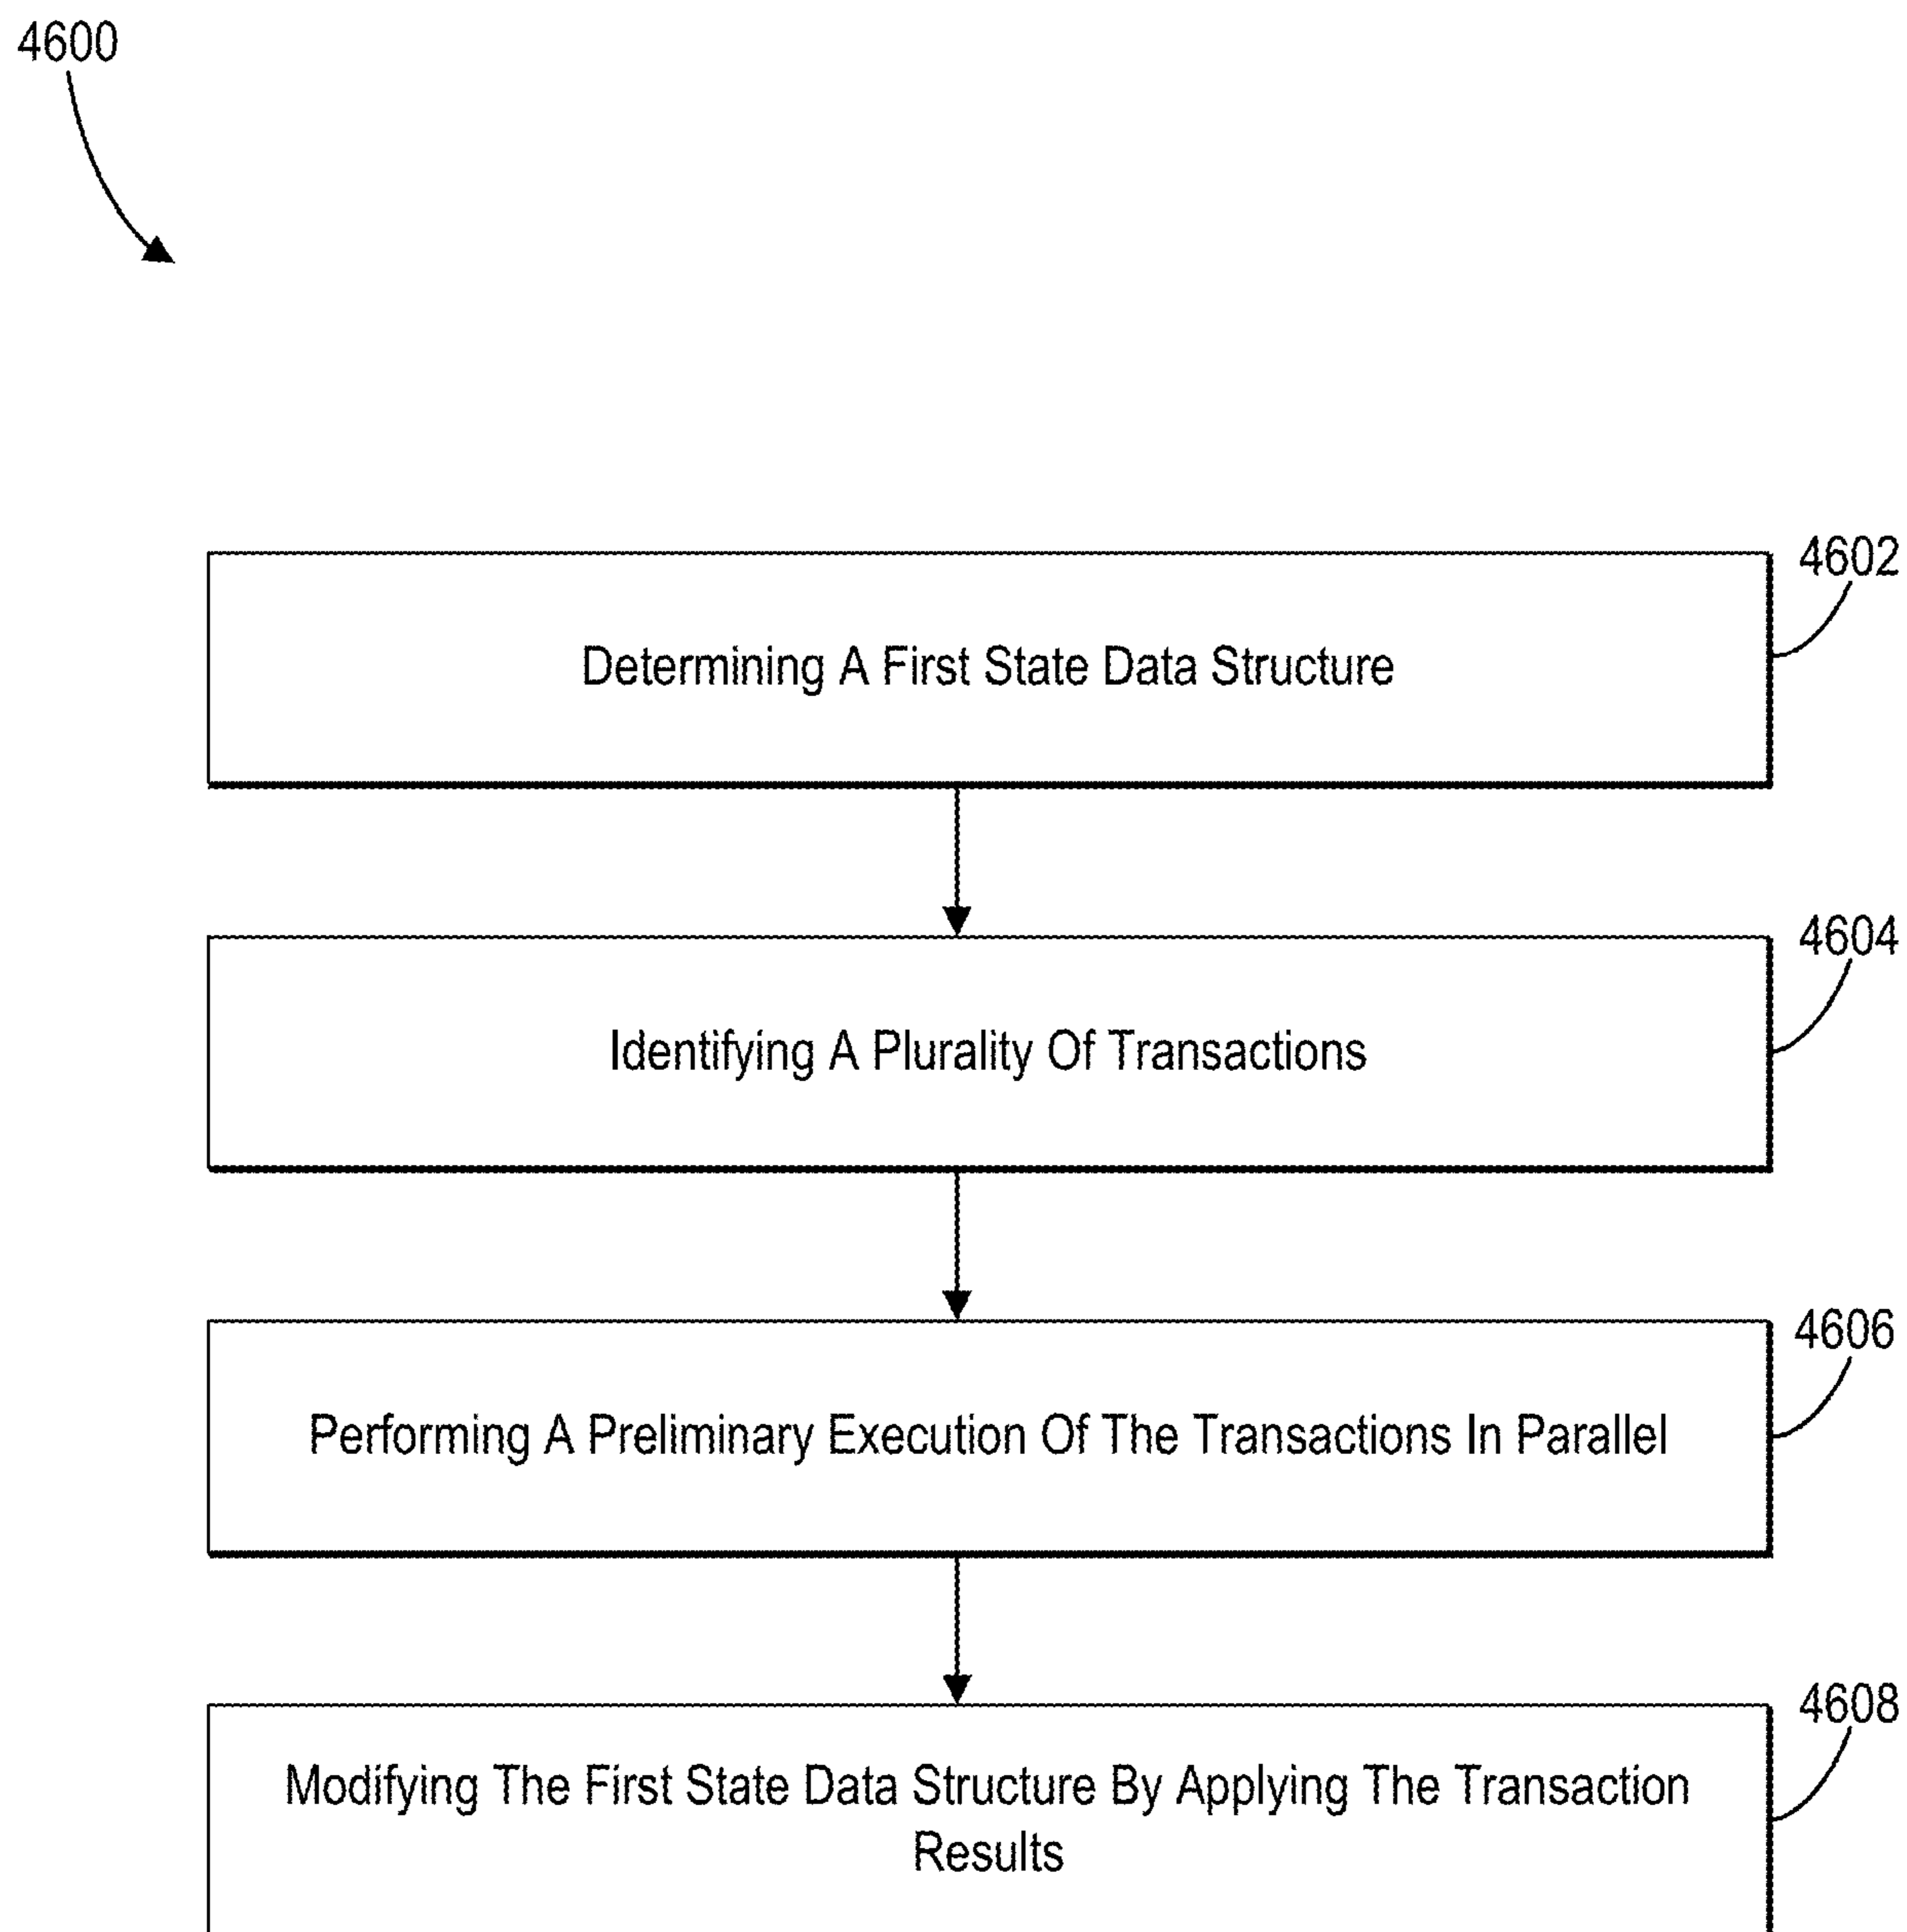 4600
4602
Determining A First State Data Structure
4604
Identifying A Plurality Of Transactions
4606
Performing A Preliminary Execution Of The Transactions In Parallel
4608
Modifying The First State Data Structure By Applying The Transaction
Results